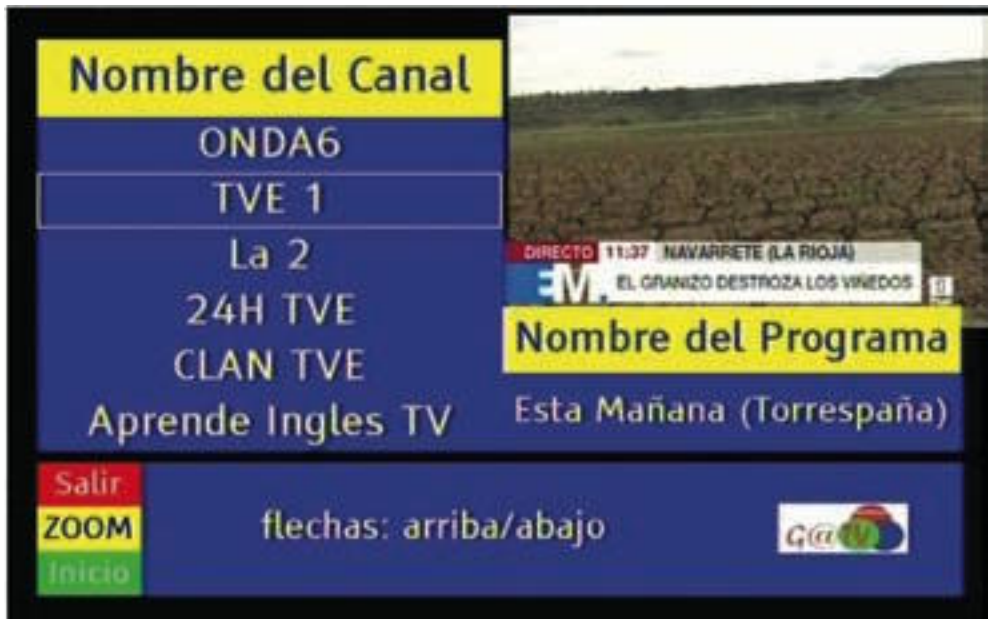 Nombre del Canal
ONDA6
TVE 1
La 2
24H TVE
CLAN TVE
Aprende Ingles TV
DIRECTO 11:37 NAVARRETE (LA RIOJA)
EM. EL GRANIZO DESTROZA LOS VIÑEDOS
Nombre del Programa
Esta Mañana (Torrespaña)
Salir
ZOOM
Inicio
flechas: arriba/abajo
G@TV